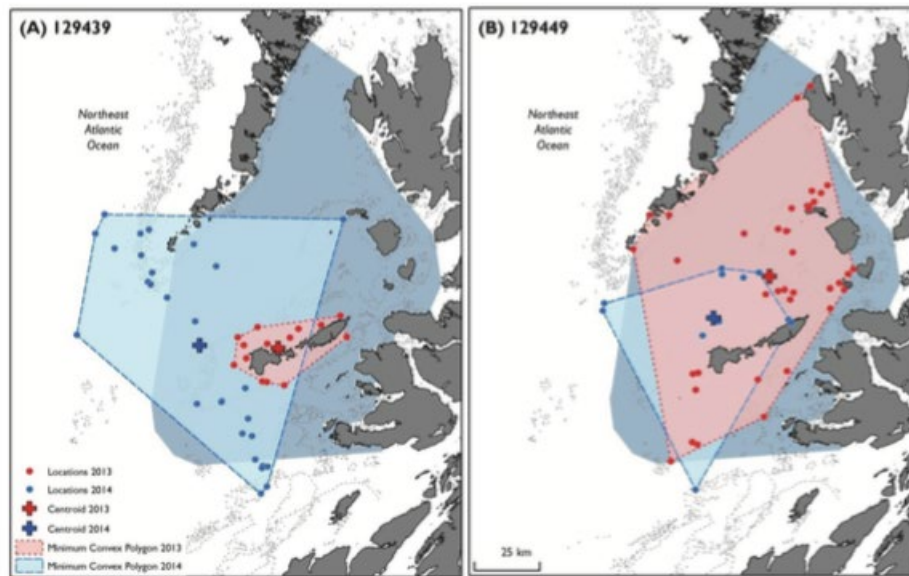 (A) 129439
Northeast
Atlantic
Ocean
Locations 2013
Locations 2014
Centroid 2013
Centroid 2014
Minimum Convex Polygon 2013
Minimum Convex Polygon 2014
(B) 129449
Northeast
Atlantic
Ocean
25 km